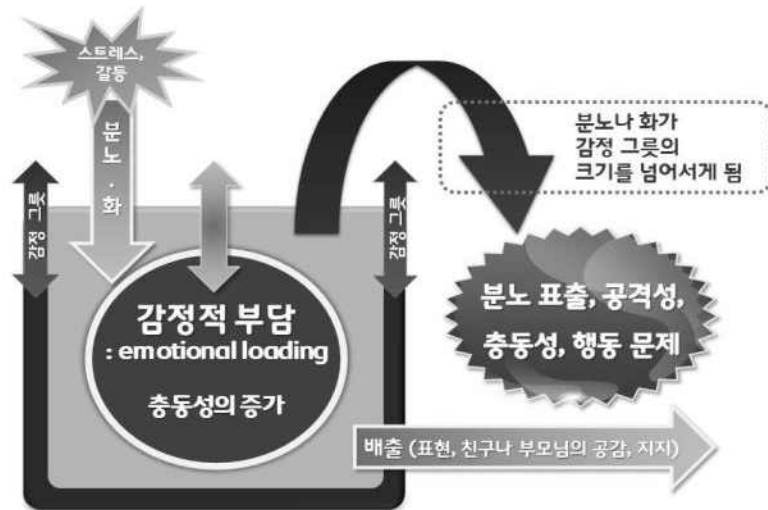 스트레스,
갈등
분노·화
감정 그릇
감정 그릇
분노나 화가
감정 그릇의
크기를 넘어서게 됨
감정적 부담
: emotional loading
충동성의 증가
분노 표출, 공격성,
충동성, 행동 문제
배출 (표현, 친구나 부모님의 공감, 지지)